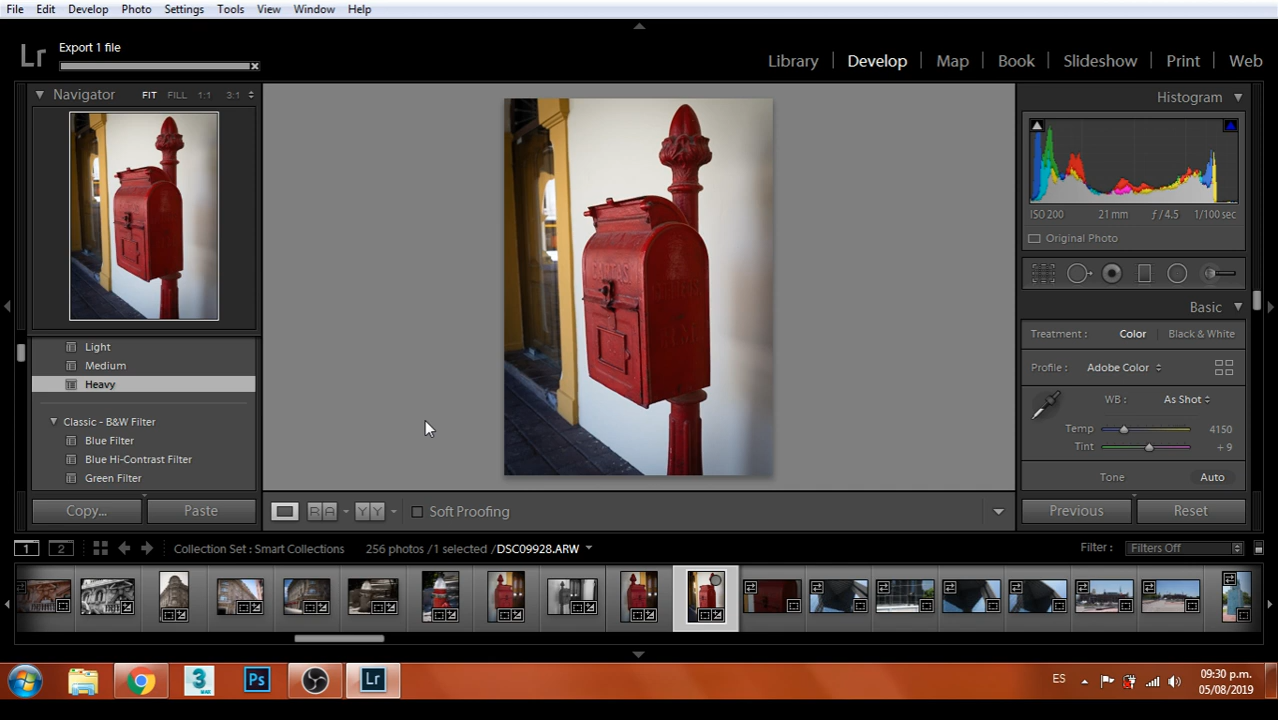 File Edit Develop Photo Settings Tools View Window Help
Lr
Export 1 file
Library Develop Map Book Slideshow Print Web
Navigator FIT FILL 1:1 3:1
Light
Medium
Heavy
Classic - B&W Filter
Blue Filter
Blue Hi-Contrast Filter
Green Filter
Copy... Paste
CARTAS
R A Y Y Soft Proofing
Histogram
ISO 200 21 mm ƒ / 4.5 1/100 sec
Original Photo
Basic
Treatment : Color Black & White
Profile : Adobe Color
WB : As Shot
Temp 4150
Tint + 9
Tone Auto
Previous Reset
1 2 Collection Set : Smart Collections 256 photos / 1 selected / DSC09928.ARW Filter : Filters Off
3 MAX Ps Lr ES 09:30 p.m.
05/08/2019